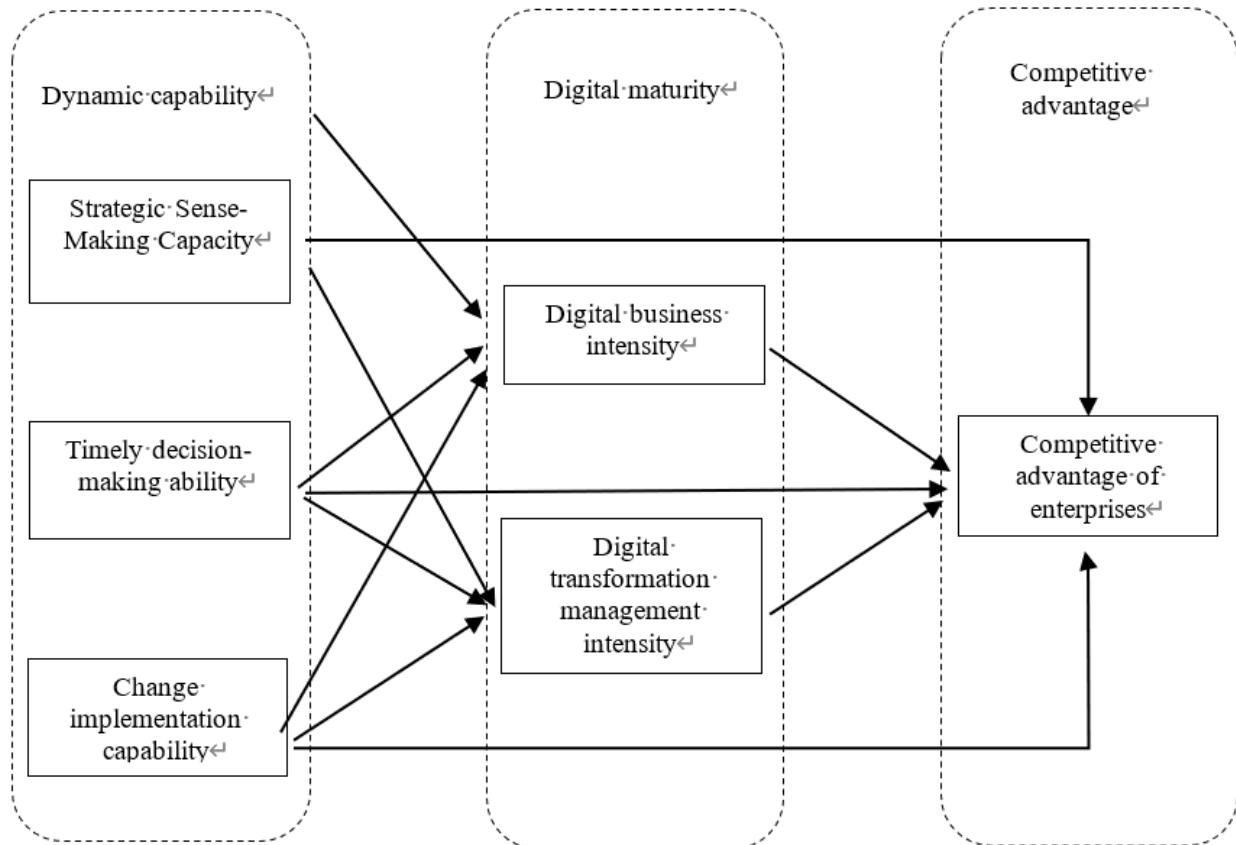 Dynamic capability
Digital maturity
Competitive
advantage
Strategic Sense-
Making Capacity
Timely decision-
making ability
Change
implementation
capability
Digital business
intensity
Digital
transformation
management
intensity
Competitive
advantage of
enterprises